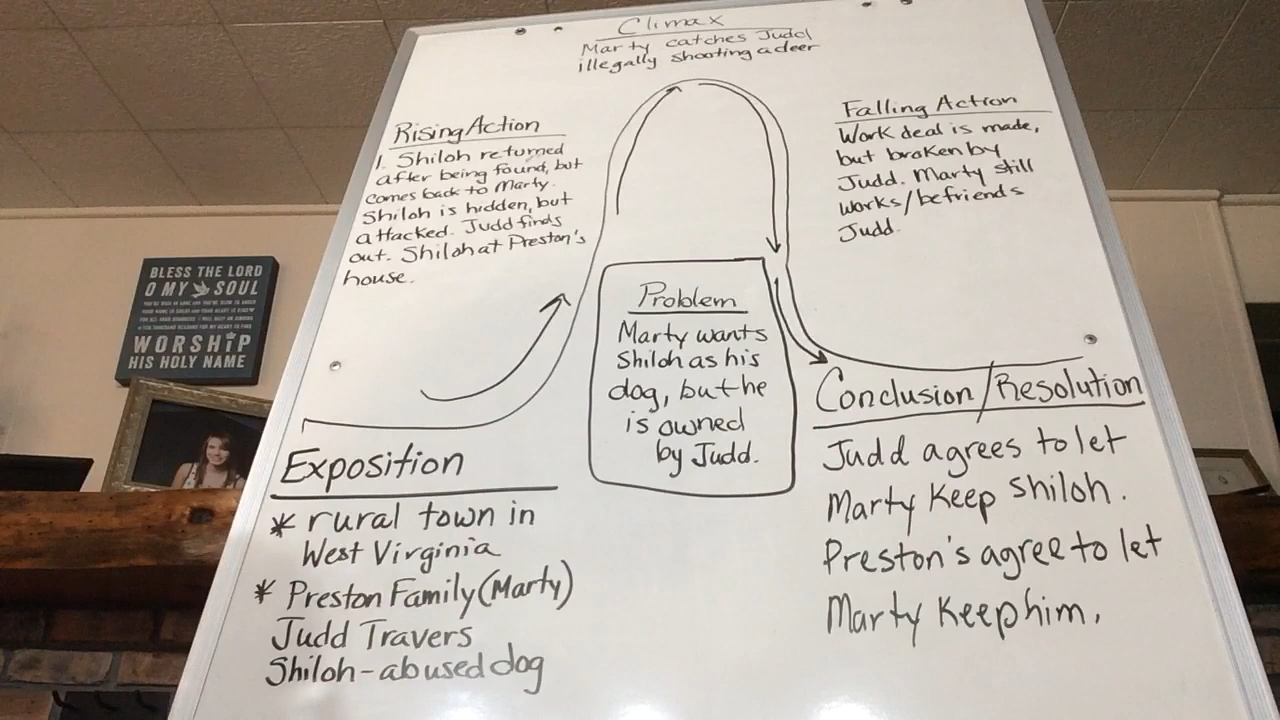 Climax
Marty catches Judd
illegally shooting a deer
Rising Action
1. Shiloh returned
after being found, but
comes back to Marty.
Shiloh is hidden, but
attacked. Judd finds
out. Shiloh at Preston's
house.
Falling Action
Work deal is made,
but broken by
Judd. Marty still
works/befriends
Judd.
Problem
Marty wants
Shiloh as his
dog, but he
is owned
by Judd.
Exposition
* rural town in
West Virginia
* Preston Family (Marty)
Judd Travers
Shiloh - abused dog
Conclusion/Resolution
Judd agrees to let
Marty Keep Shiloh.
Preston's agree to let
Marty Keep him.
BLESS THE LORD
O MY SOUL
WORSHIP
HIS HOLY NAME